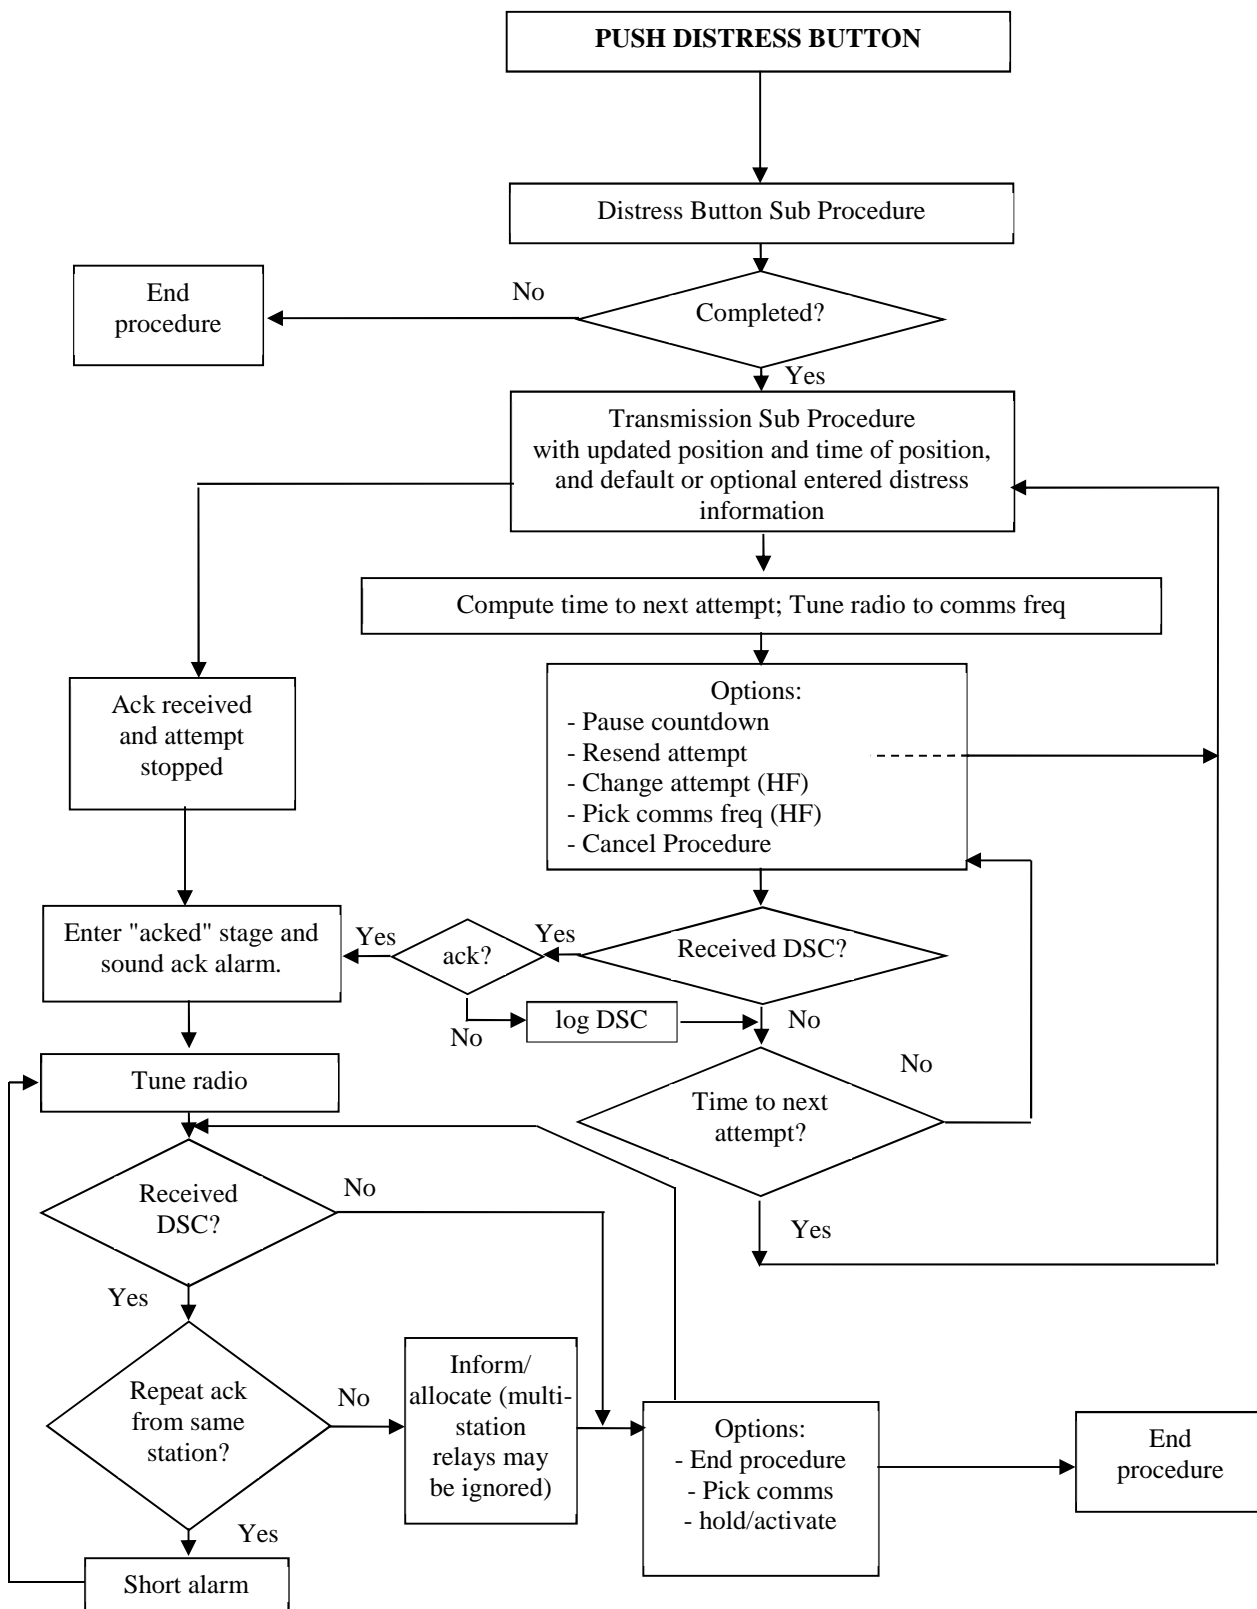 PUSH DISTRESS BUTTON
Distress Button Sub Procedure
End
procedure
No
Completed?
Yes
Transmission Sub Procedure
with updated position and time of position,
and default or optional entered distress
information
Compute time to next attempt; Tune radio to comms freq
Ack received
and attempt
stopped
Options:
- Pause countdown
- Resend attempt
- Change attempt (HF)
- Pick comms freq (HF)
- Cancel Procedure
Enter "acked" stage and
sound ack alarm.
Yes
ack?
Yes
Received DSC?
No
log DSC
No
Tune radio
Time to next
attempt?
No
Yes
Received
DSC?
No
Yes
Repeat ack
from same
station?
No
Inform/
allocate (multi-
station
relays may
be ignored)
Options:
- End procedure
- Pick comms
- hold/activate
End
procedure
Yes
Short alarm